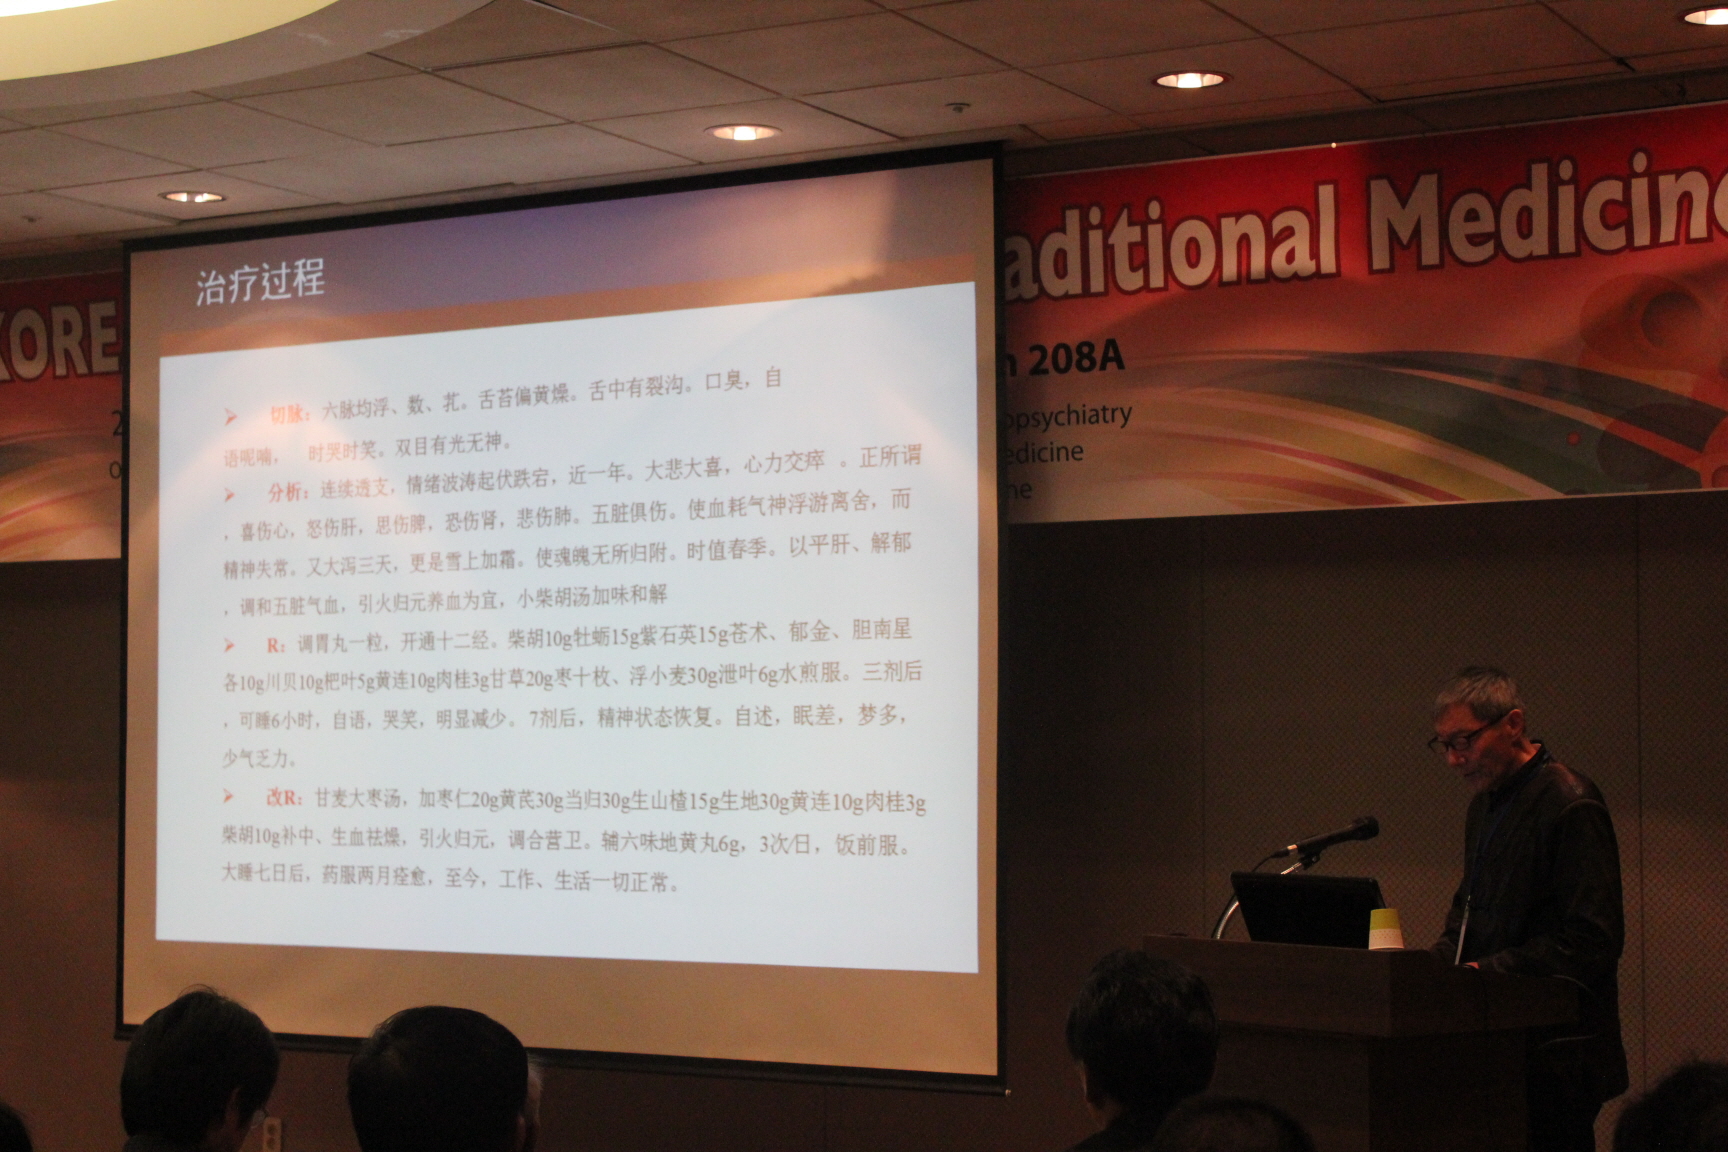 治疗过程
KORE
aditional Medicine
208A
opsychiatry
edicine
ne
➢ 切脉：六脉均浮、数、芤。舌苔偏黄燥。舌中有裂沟。口臭，自
语呢喃， 时哭时笑。双目有光无神。
➢ 分析：连续透支，情绪波涛起伏跌宕，近一年。大悲大喜，心力交瘁 。正所谓
，喜伤心，怒伤肝，思伤脾，恐伤肾，悲伤肺。五脏俱伤。使血耗气神浮游离舍，而
精神失常。又大泻三天，更是雪上加霜。使魂魄无所归附。时值春季。以平肝、解郁
，调和五脏气血，引火归元养血为宜，小柴胡汤加味和解
➢ R：调胃丸一粒，开通十二经。柴胡10g牡蛎15g紫石英15g苍术、郁金、胆南星
各10g川贝10g杷叶5g黄连10g肉桂3g甘草20g枣十枚、浮小麦30g泄叶6g水煎服。三剂后
，可睡6小时，自语，哭笑，明显减少。7剂后，精神状态恢复。自述，眠差，梦多，
少气乏力。
➢ 改R：甘麦大枣汤，加枣仁20g黄芪30g当归30g生山楂15g生地30g黄连10g肉桂3g
柴胡10g补中、生血祛燥，引火归元，调合营卫。辅六味地黄丸6g，3次/日，饭前服。
大睡七日后，药服两月痊愈，至今，工作、生活一切正常。